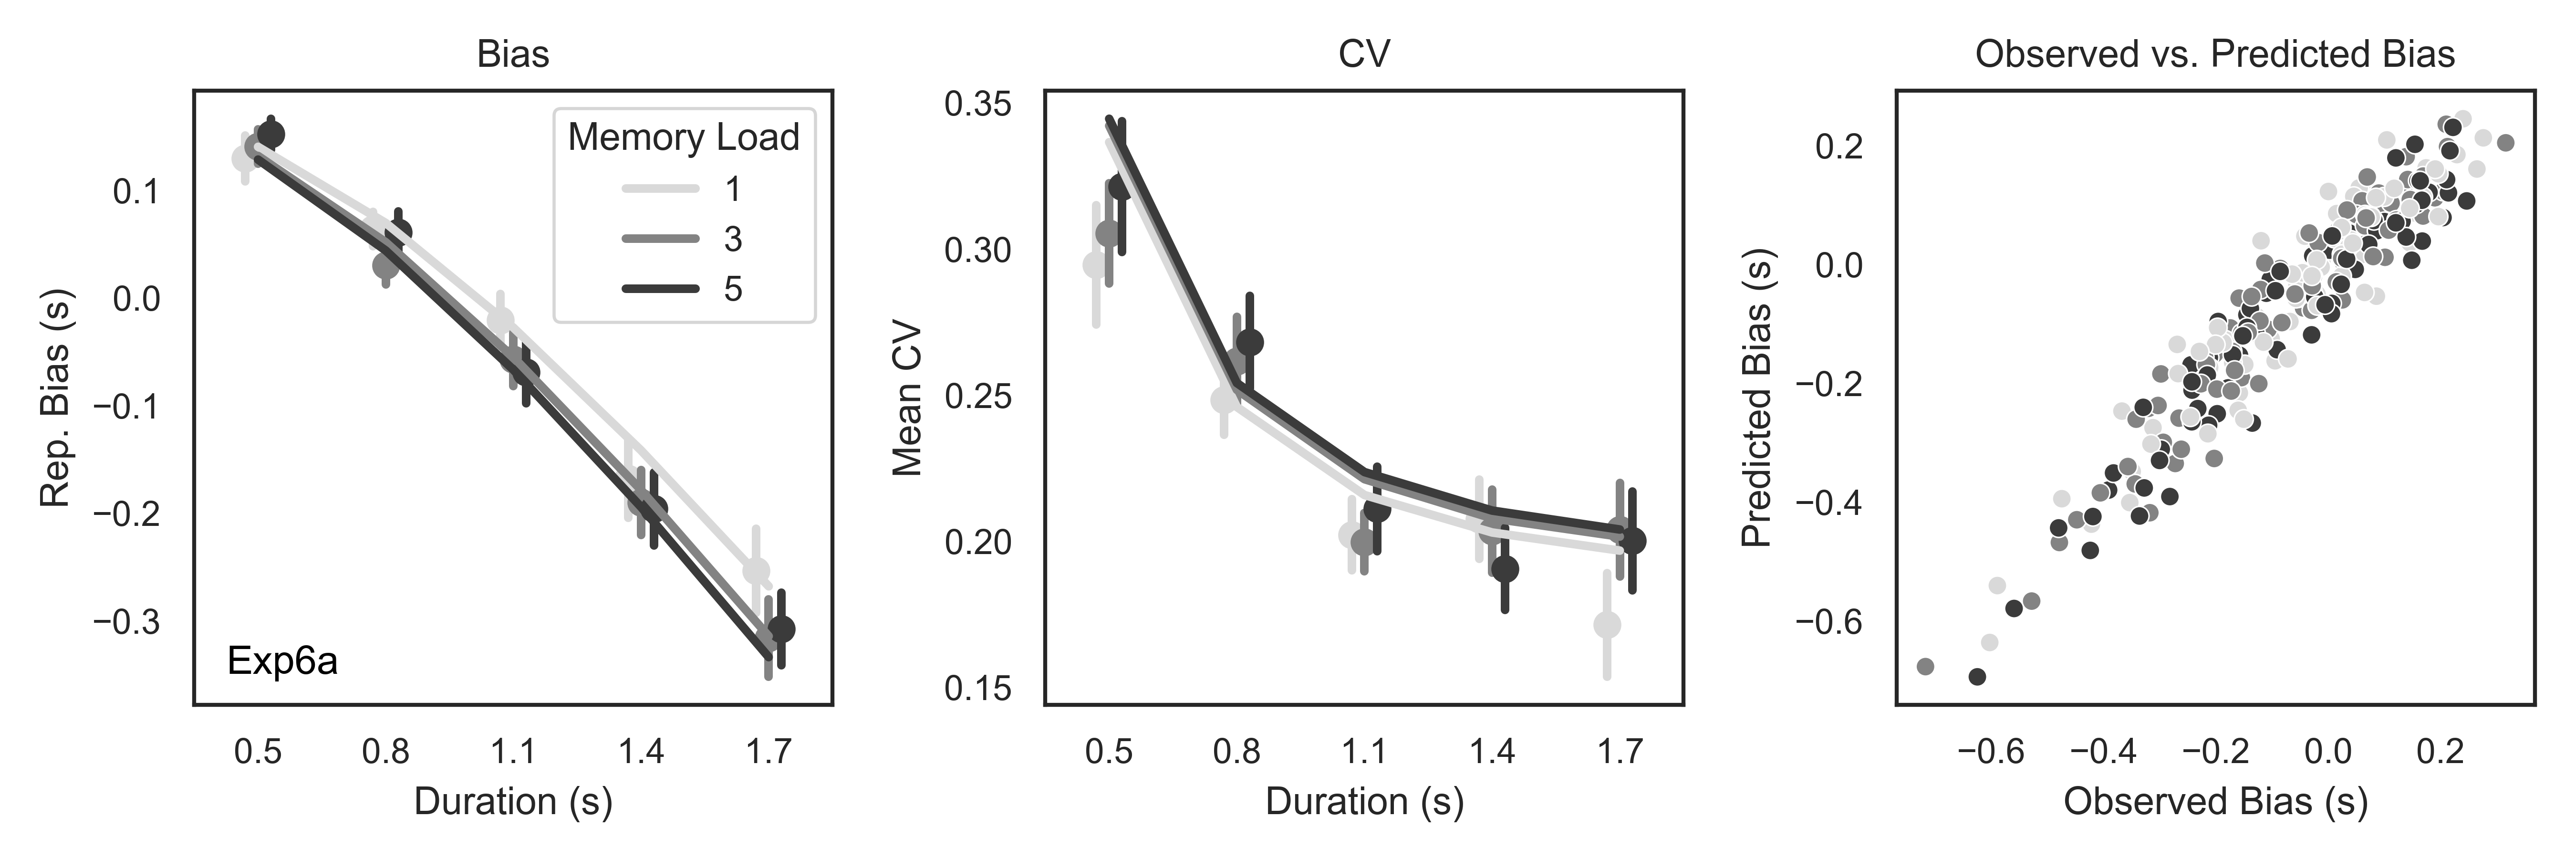 Bias
Rep. Bias (s)
0.1
0.0
−0.1
−0.2
−0.3
Memory Load
1
3
5
Exp6a
0.5 0.8 1.1 1.4 1.7
Duration (s)
CV
Mean CV
0.35
0.30
0.25
0.20
0.15
0.5 0.8 1.1 1.4 1.7
Duration (s)
Observed vs. Predicted Bias
Predicted Bias (s)
0.2
0.0
−0.2
−0.4
−0.6
−0.6 −0.4 −0.2 0.0 0.2
Observed Bias (s)